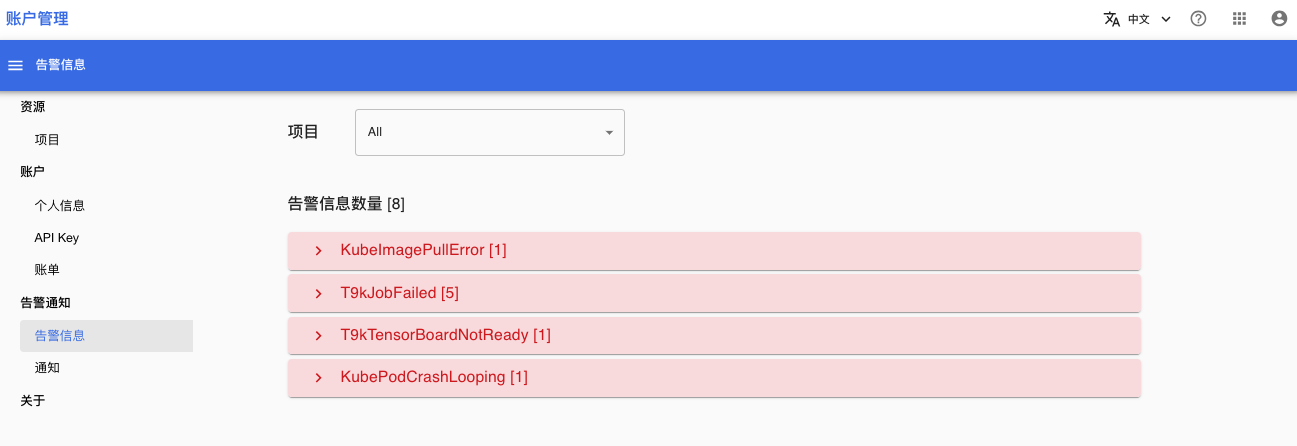 账户管理
中文
告警信息
资源
项目
账户
个人信息
API Key
账单
告警通知
告警信息
通知
关于
项目
All
告警信息数量 [8]
KubeImagePullError [1]
T9kJobFailed [5]
T9kTensorBoardNotReady [1]
KubePodCrashLooping [1]